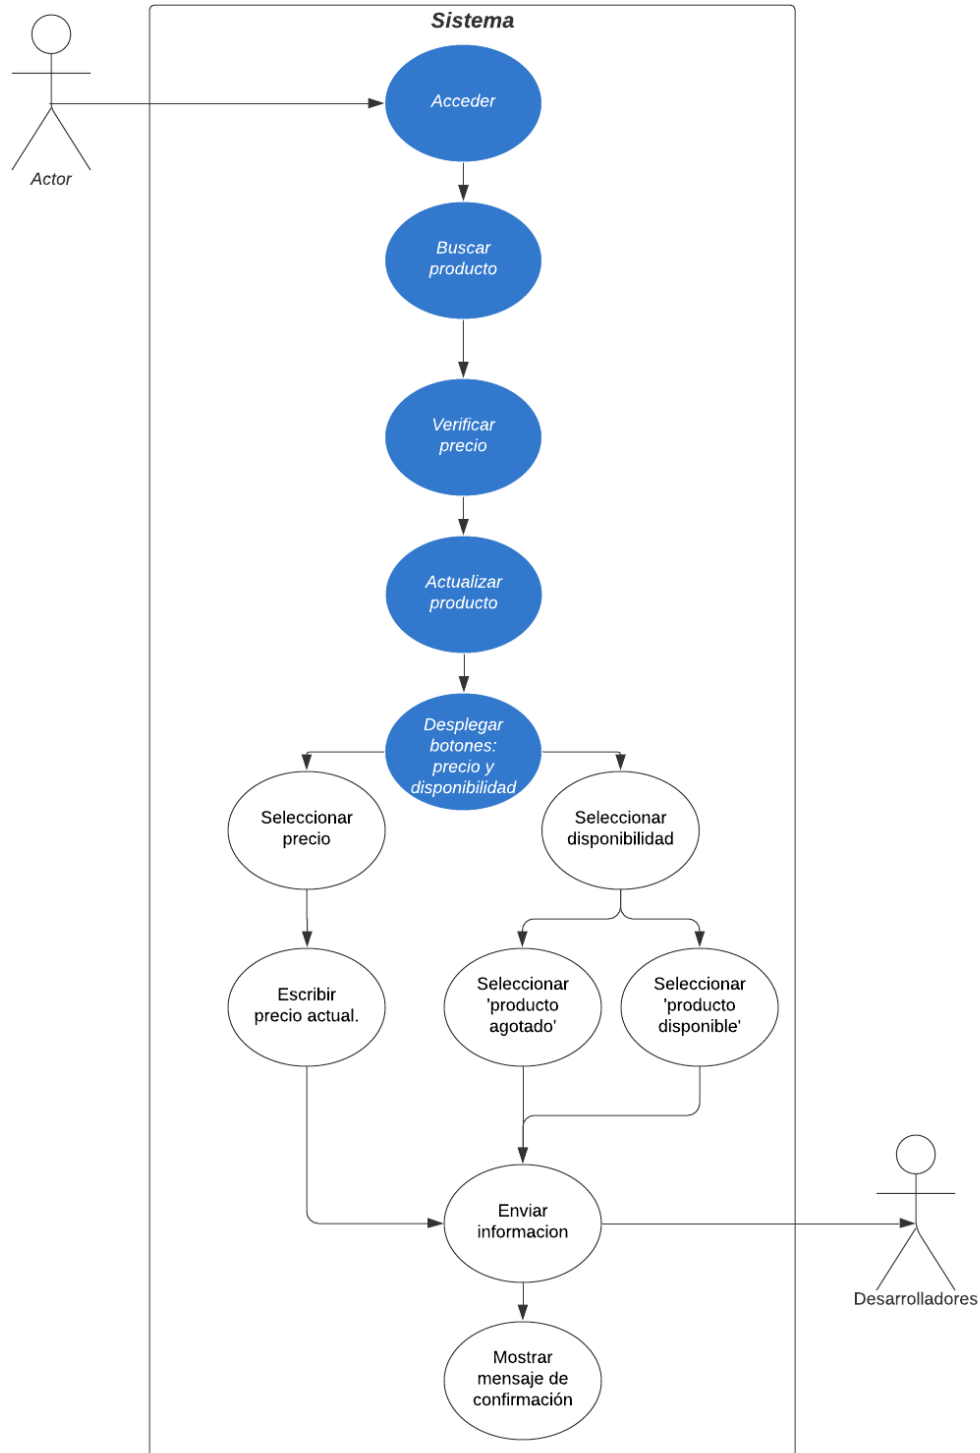 Sistema
Acceder
Actor
Buscar
producto
Verificar
precio
Actualizar
producto
Desplegar
botones:
precio y
disponibilidad
Seleccionar
precio
Seleccionar
disponibilidad
Escribir
precio actual.
Seleccionar
'producto
agotado'
Seleccionar
'producto
disponible'
Enviar
informacion
Desarrolladores
Mostrar
mensaje de
confirmación